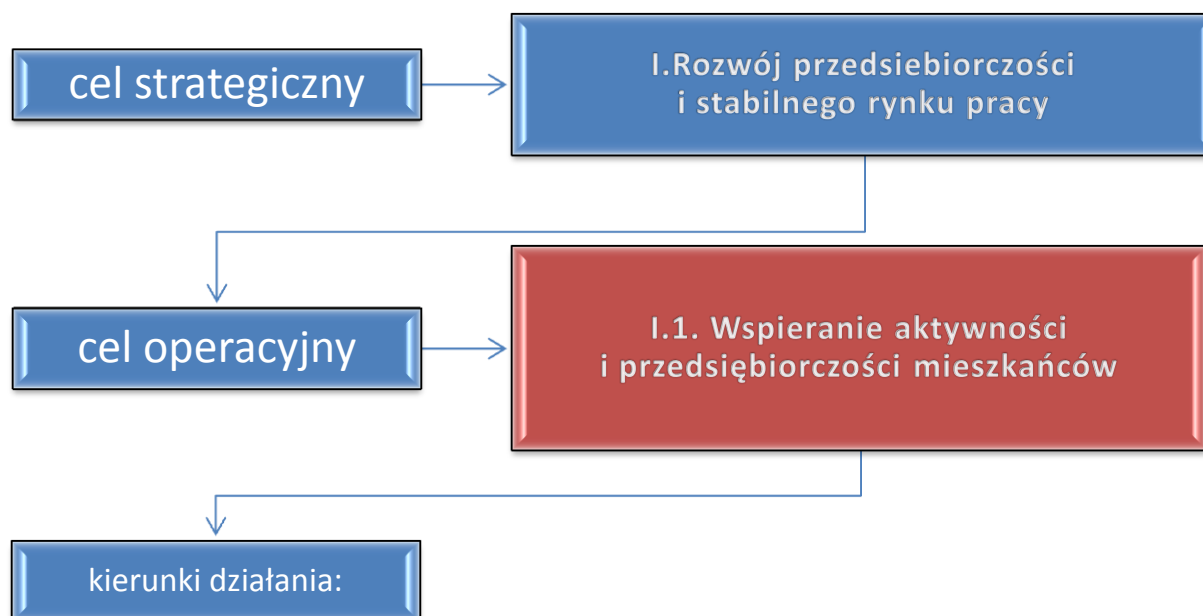 cel strategiczny
I.Rozwój przedsiebiorczości
i stabilnego rynku pracy
cel operacyjny
I.1. Wspieranie aktywności
i przedsiębiorczości mieszkańców
kierunki działania: